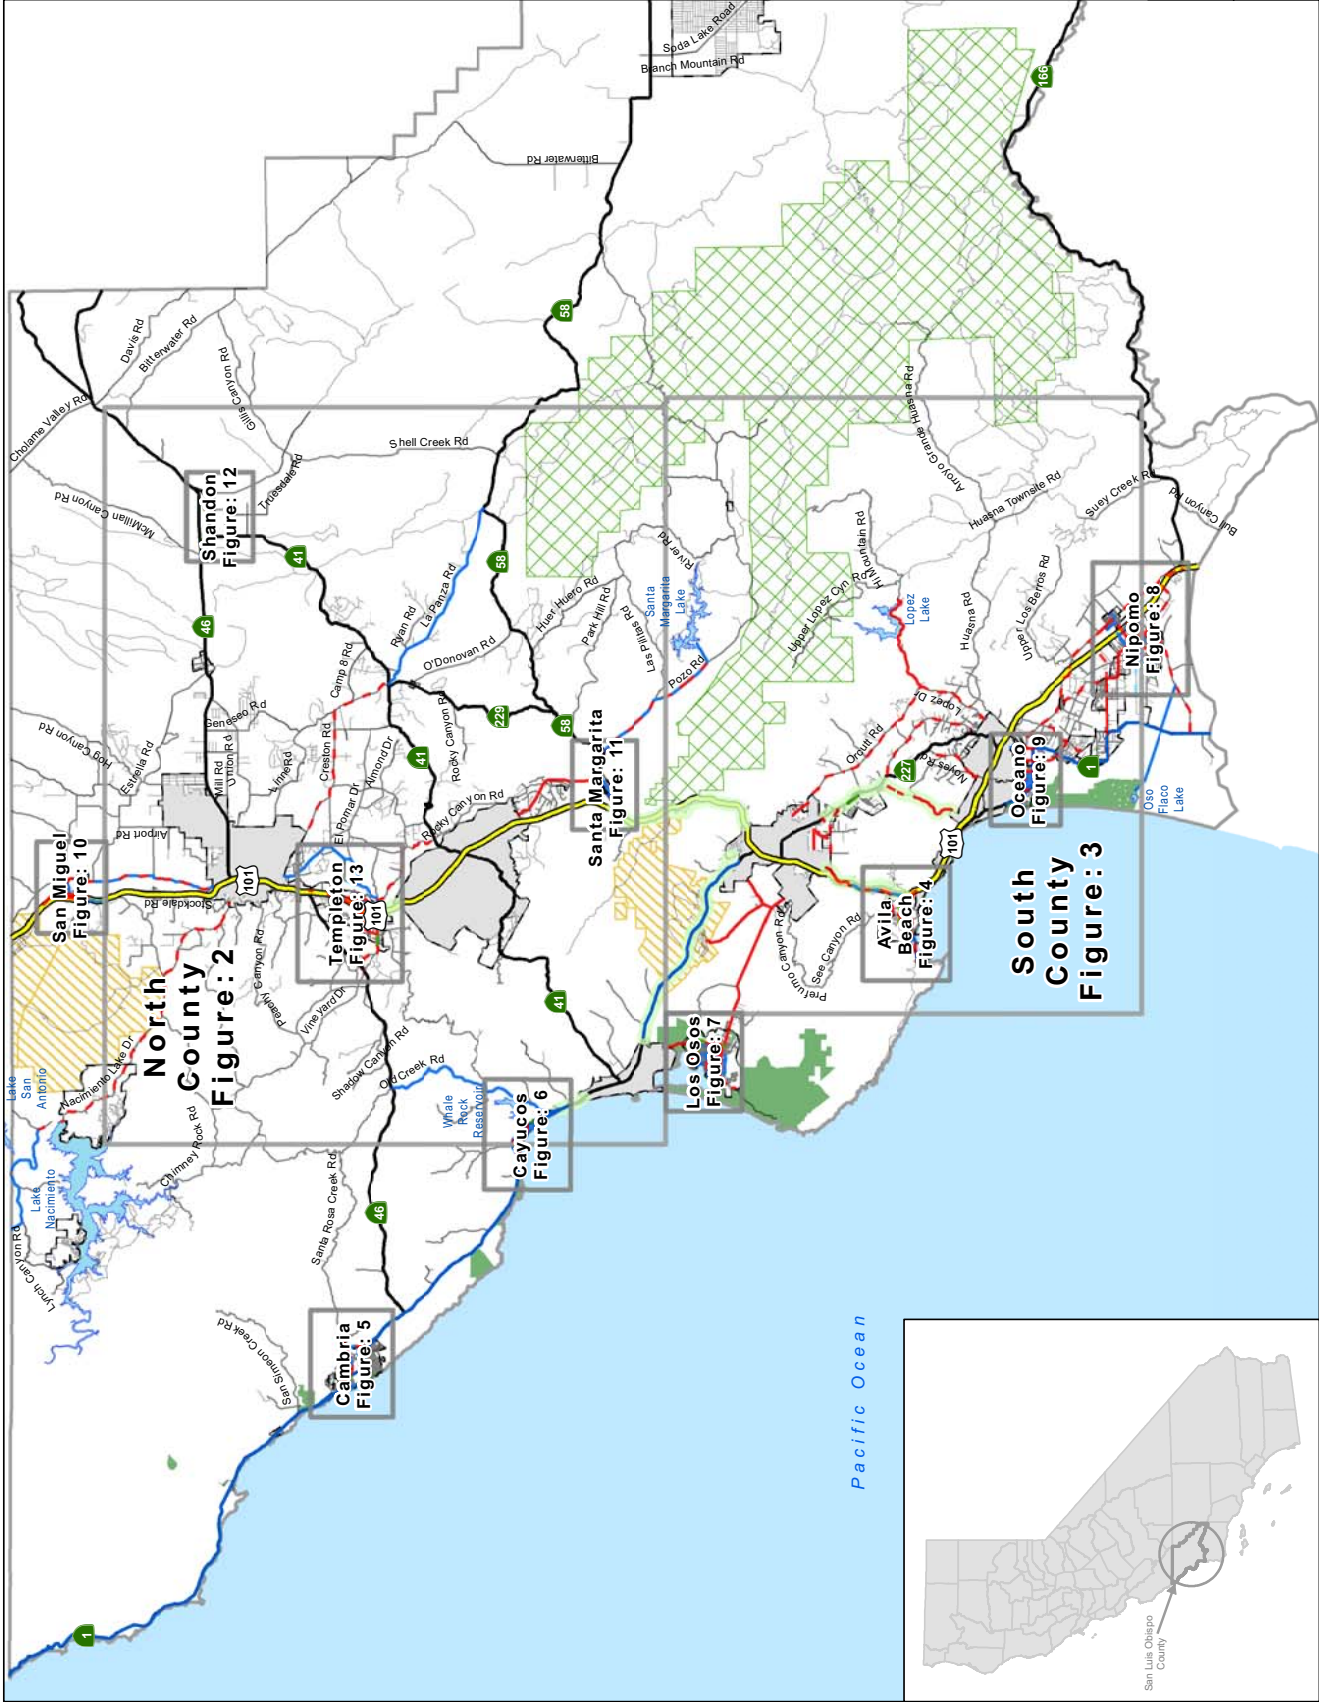 Soda Lake Road
Branch Mountain Rd
166
Bitterwater Rd
58
Davis Rd
Bitterwater Rd
Gillis Canyon Rd
Cholame Valley Rd
Shell Creek Rd
Truesdale Rd
McMillan Canyon Rd
Shandon
Figure: 12
41
46
58
Arroyo Grande Huasna Rd
Huasna Townsite Rd
Suey Creek Rd
Bull Canyon Rd
River Rd
Santa
Margarita
Lake
Hi Mountain Rd
Upper Lopez Cyn Rd
Lopez
Lake
Huasna Rd
Upper Los Berros Rd
Ryan Rd
La Panza Rd
O'Donovan Rd
Huer Huero Rd
Park Hill Rd
Las Pilitas Rd
Pozo Rd
Camp 8 Rd
Hog Canyon Rd
Estrella Rd
Geneseo Rd
Union Rd
Mill Rd
Linne Rd
Creston Rd
El Pomar Dr
Almond Dr
Rocky Canyon Rd
Rocky Canyon Rd
229
58
41
Airport Rd
San Miguel
Figure: 10
Stockdale Rd
101
Templeton
Figure: 13
101
Santa Margarita
Figure: 11
Nipomo
Figure: 8
Lopez Dr
Orcutt Rd
Noyes Rd
227
Oceano
Figure: 9
1
Oso
Flaco
Lake
101
Avila
Beach
Figure: 4
See Canyon Rd
Prefumo Canyon Rd
South
County
Figure: 3
North
County
Figure: 2
Peachy Canyon Rd
Vineyard Dr
Lake
San
Antonio
Nacimiento Lake Dr
Chimney Rock Rd
Lake
Nacimiento
Lynch Canyon Rd
41
Shadow Canyon Rd
Old Creek Rd
Whale
Rock
Reservoir
Cayucos
Figure: 6
Los Osos
Figure: 7
Santa Rosa Creek Rd
46
San Simeon Creek Rd
Cambria
Figure: 5
1
Pacific Ocean
San Luis Obispo
County